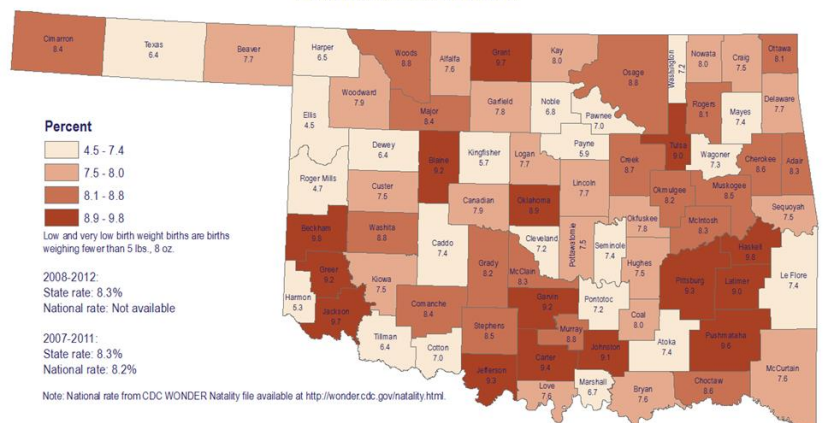 Cimarron
8.4
Texas
6.4
Beaver
7.7
Harper
6.5
Woods
8.8
Alfalfa
7.6
Grant
9.7
Kay
8.0
Osage
8.8
Washington
7.2
Nowata
8.0
Craig
7.5
Ottawa
8.1
Ellis
4.5
Woodward
7.9
Major
8.4
Garfield
7.8
Noble
6.8
Pawnee
7.0
Rogers
8.1
Mayes
7.4
Delaware
7.7
Percent
4.5 - 7.4
7.5 - 8.0
8.1 - 8.8
8.9 - 9.8
Roger Mills
4.7
Dewey
6.4
Custer
7.5
Blaine
9.2
Kingfisher
5.7
Logan
7.7
Payne
5.9
Creek
8.7
Tulsa
9.0
Wagoner
7.3
Cherokee
8.6
Adair
8.3
Canadian
7.9
Oklahoma
8.9
Lincoln
7.7
Okmulgee
8.2
Muskogee
8.5
Sequoyah
7.5
Low and very low birth weight births are births
weighing fewer than 5 lbs., 8 oz.
Beckham
Washita
8.8
Caddo
7.4
Grady
8.2
McClain
8.3
Cleveland
7.2
Pottawatomie
7.5
Seminole
7.4
Okfuskee
7.8
McIntosh
8.3
Haskell
Hughes
7.5
Pittsburg
Latimer
9.0
Le Flore
7.4
2008-2012:
State rate: 8.3%
National rate: Not available
Greer
9.2
Kiowa
7.5
Harmon
5.3
Jackson
Comanche
8.4
Stephens
8.5
Garvin
9.2
Murray
8.8
Pontotoc
7.2
Coal
8.0
Pushmataha
9.6
2007-2011:
State rate: 8.3%
National rate: 8.2%
Tillman
6.4
Cotton
7.0
Jefferson
9.3
Carter
9.4
Johnston
9.1
Atoka
7.4
Love
7.6
Marshall
6.7
Bryan
7.6
Choctaw
8.6
McCurtain
7.6
Note: National rate from CDC WONDER Natality file available at http://wonder.cdc.gov/natality.html.